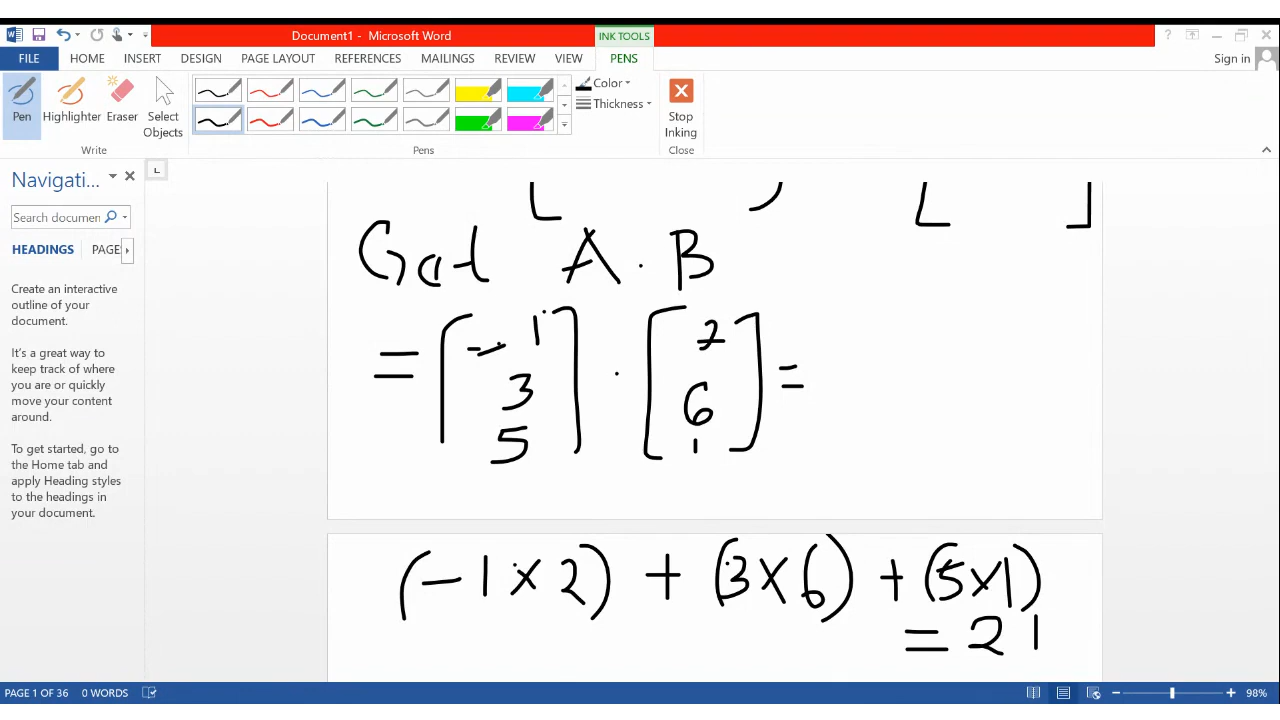 Document1 - Microsoft Word
INK TOOLS
FILE HOME INSERT DESIGN PAGE LAYOUT REFERENCES MAILINGS REVIEW VIEW PENS
Sign in
Pen Highlighter Eraser Select Objects
Color
Thickness
Stop Inking
Write Pens Close
Navigati...
Search documen
HEADINGS PAGE
Create an interactive
outline of your
document.
It's a great way to
keep track of where
you are or quickly
move your content
around.
To get started, go to
the Home tab and
apply Heading styles
to the headings in
your document.
Get A . B
= [-1 3 5] . [2 6 1] =
(-1 × 2) + (3 × 6) + (5 × 1)
= 21
PAGE 1 OF 36 0 WORDS 98%